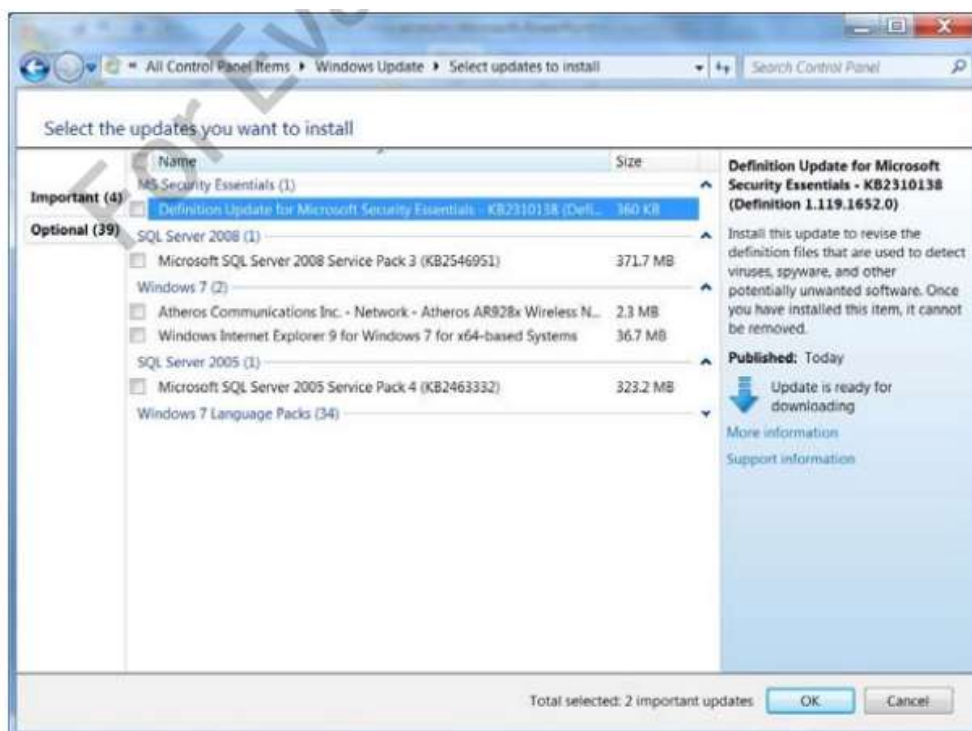 For Eva
« All Control Panel Items ▸ Windows Update ▸ Select updates to install
Search Control Panel
Select the updates you want to install
Name Size
Important (4)
Optional (39)
MS Security Essentials (1)
Definition Update for Microsoft Security Essentials - KB2310138 (Defi... 360 KB
SQL Server 2008 (1)
Microsoft SQL Server 2008 Service Pack 3 (KB2546951) 371.7 MB
Windows 7 (2)
Atheros Communications Inc. - Network - Atheros AR928x Wireless N... 2.3 MB
Windows Internet Explorer 9 for Windows 7 for x64-based Systems 36.7 MB
SQL Server 2005 (1)
Microsoft SQL Server 2005 Service Pack 4 (KB2463332) 323.2 MB
Windows 7 Language Packs (34)
Definition Update for Microsoft
Security Essentials - KB2310138
(Definition 1.119.1652.0)
Install this update to revise the
definition files that are used to detect
viruses, spyware, and other
potentially unwanted software. Once
you have installed this item, it cannot
be removed.
Published: Today
Update is ready for
downloading
More information
Support information
Total selected: 2 important updates
OK
Cancel